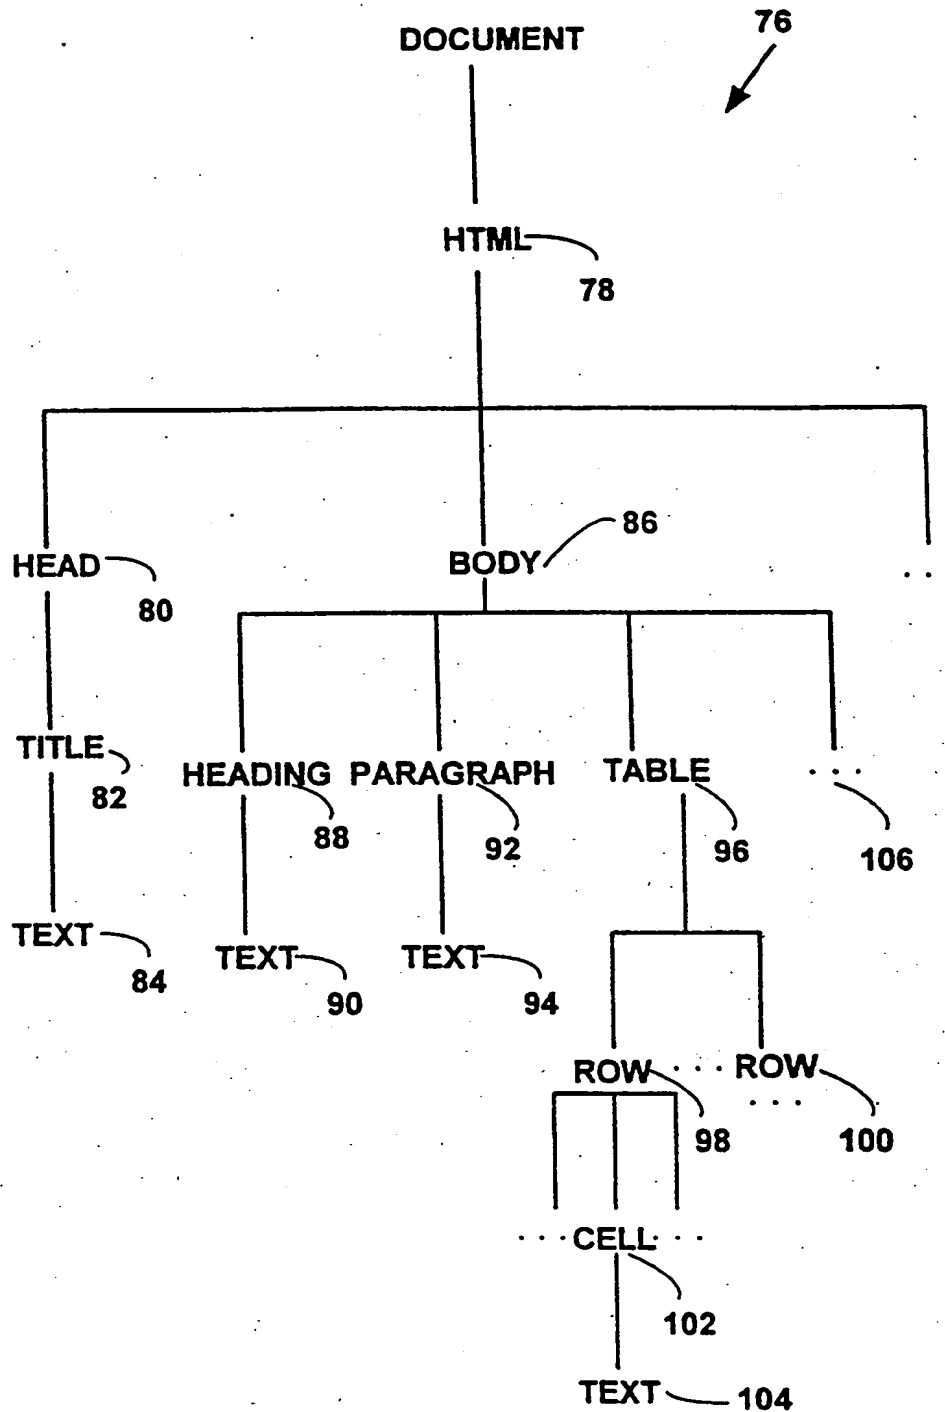 76
DOCUMENT
HTML
78
86
HEAD
BODY
. .
80
TITLE
82
HEADING PARAGRAPH TABLE . . .
88
92
96
106
TEXT
84
TEXT
TEXT
90
94
ROW . . . ROW
. . .
98
100
. . . CELL . . .
102
TEXT
104